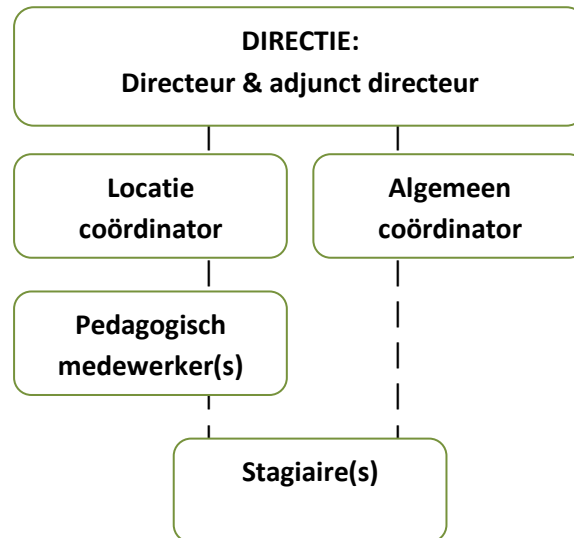 DIRECTIE:
Directeur & adjunct directeur
Locatie
coördinator
Algemeen
coördinator
Pedagogisch
medewerker(s)
Stagiaire(s)